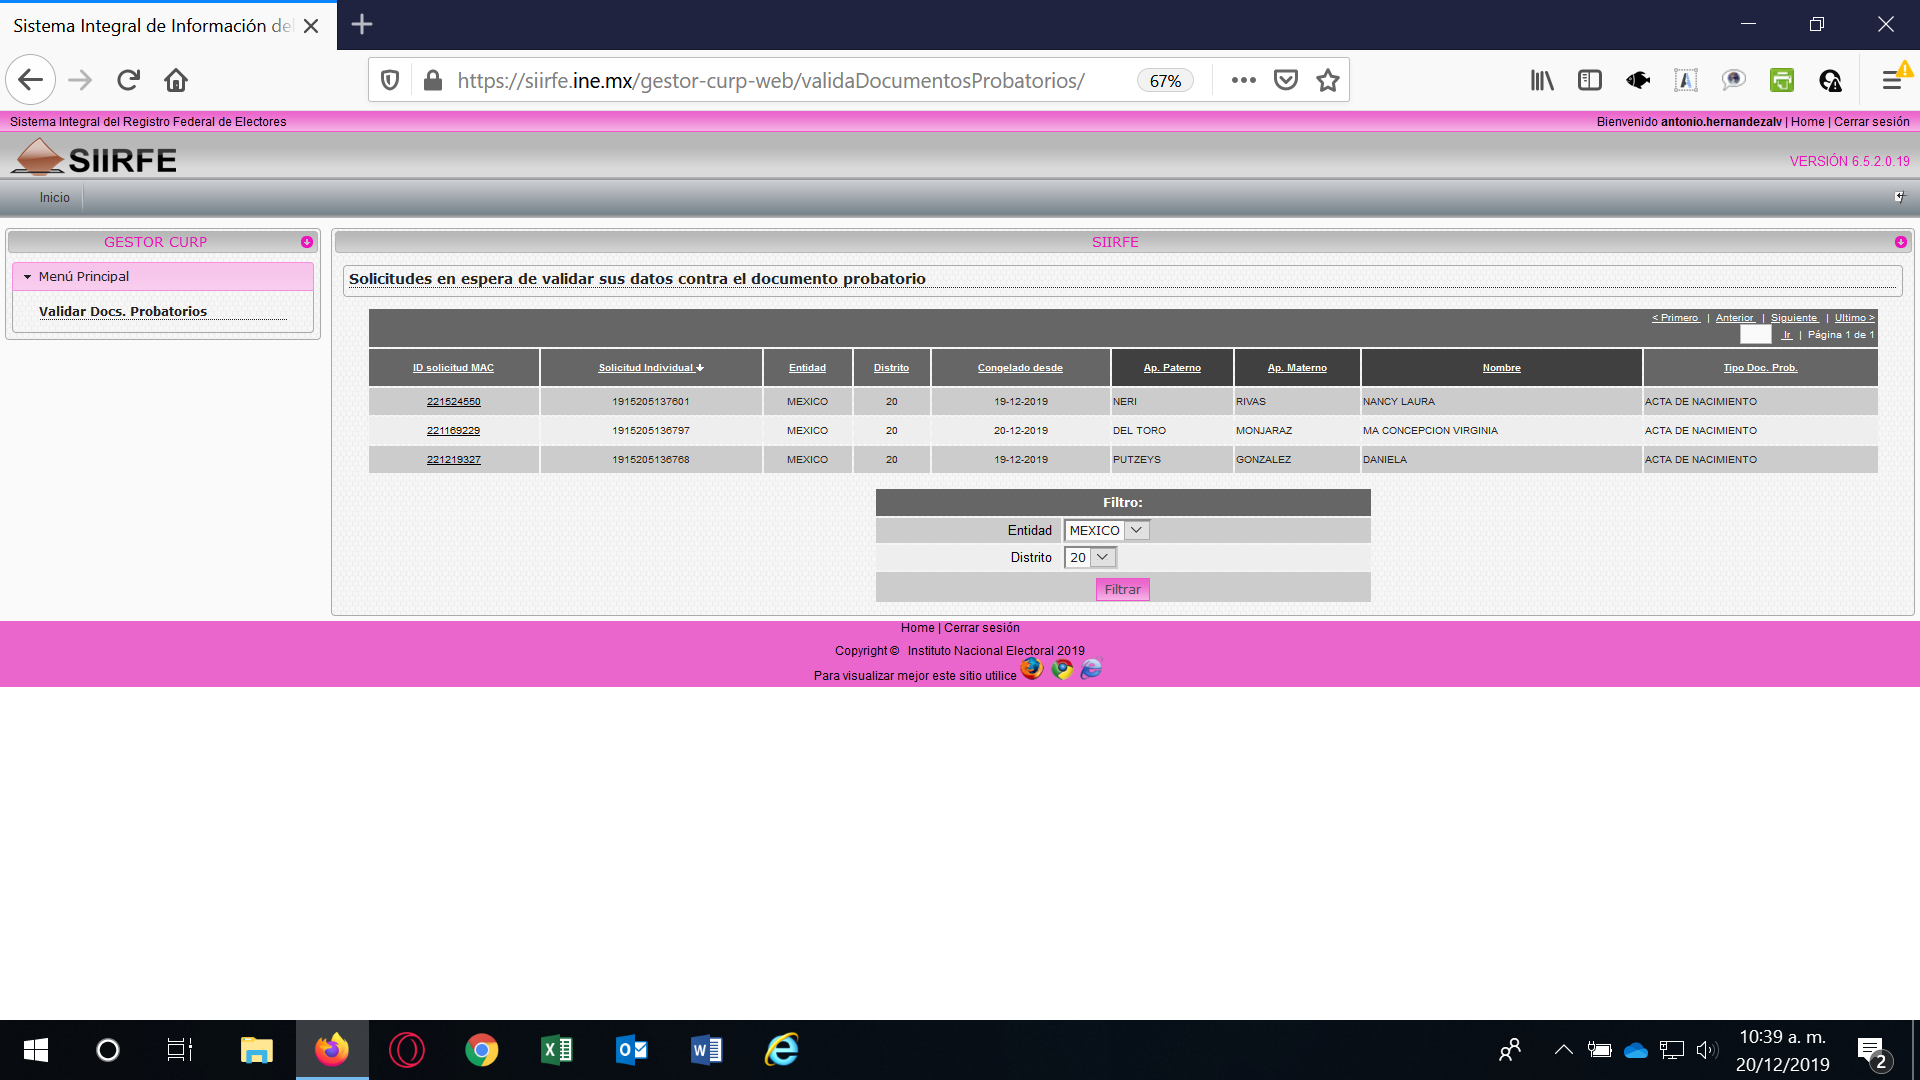 Sistema Integral de Información de
https://siirfe.ine.mx/gestor-curp-web/validaDocumentosProbatorios/
67%
Sistema Integral del Registro Federal de Electores
Bienvenido antonio.hernandezalv | Home | Cerrar sesión
SIIRFE
VERSIÓN 6.5.2.0.19
Inicio
GESTOR CURP
Menú Principal
Validar Docs. Probatorios
SIIRFE
Solicitudes en espera de validar sus datos contra el documento probatorio
< Primero | Anterior | Siguiente | Ultimo >
Ir | Página 1 de 1
ID solicitud MAC Solicitud Individual Entidad Distrito Congelado desde Ap. Paterno Ap. Materno Nombre Tipo Doc. Prob.
221524550 1915205137601 MEXICO 20 19-12-2019 NERI RIVAS NANCY LAURA ACTA DE NACIMIENTO
221169229 1915205136797 MEXICO 20 20-12-2019 DEL TORO MONJARAZ MA CONCEPCION VIRGINIA ACTA DE NACIMIENTO
221219327 1915205136768 MEXICO 20 19-12-2019 PUTZEYS GONZALEZ DANIELA ACTA DE NACIMIENTO
Filtro:
Entidad MEXICO
Distrito 20
Filtrar
Home | Cerrar sesión
Copyright © Instituto Nacional Electoral 2019
Para visualizar mejor este sitio utilice
10:39 a. m.
20/12/2019
2